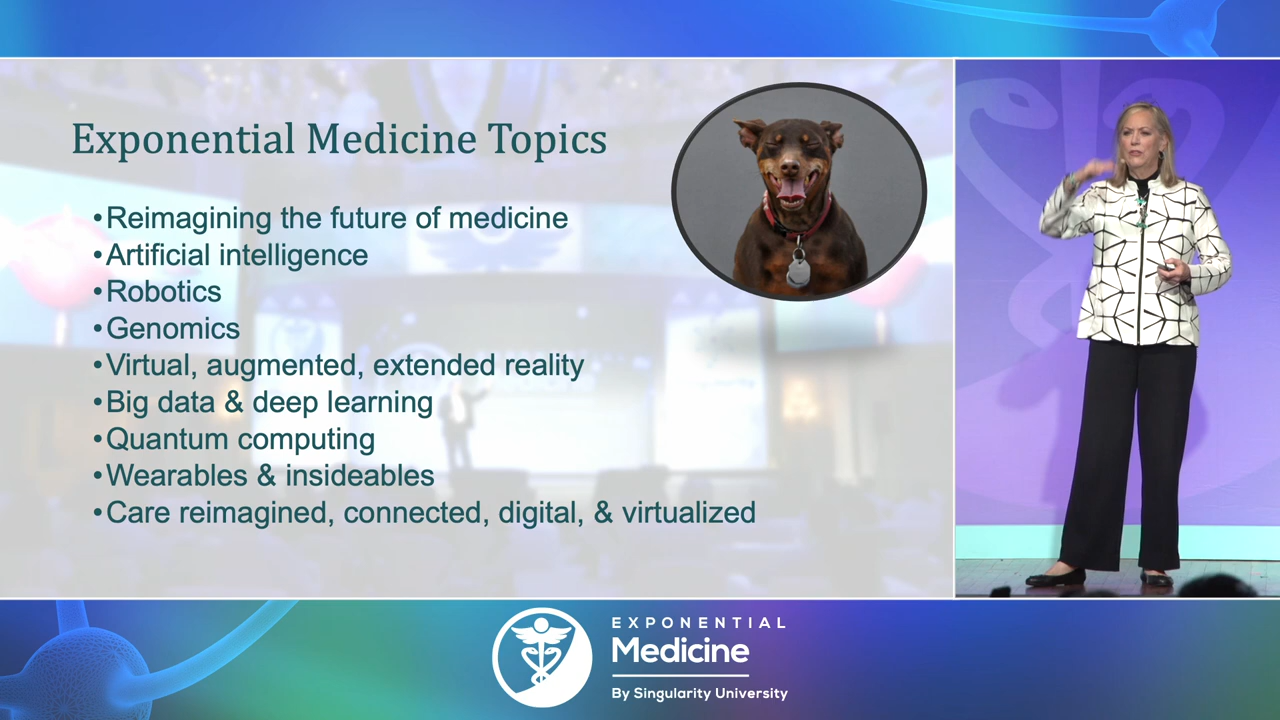 Exponential Medicine Topics
•Reimagining the future of medicine
•Artificial intelligence
•Robotics
•Genomics
•Virtual, augmented, extended reality
•Big data & deep learning
•Quantum computing
•Wearables & insideables
•Care reimagined, connected, digital, & virtualized
EXPONENTIAL
Medicine
By Singularity University